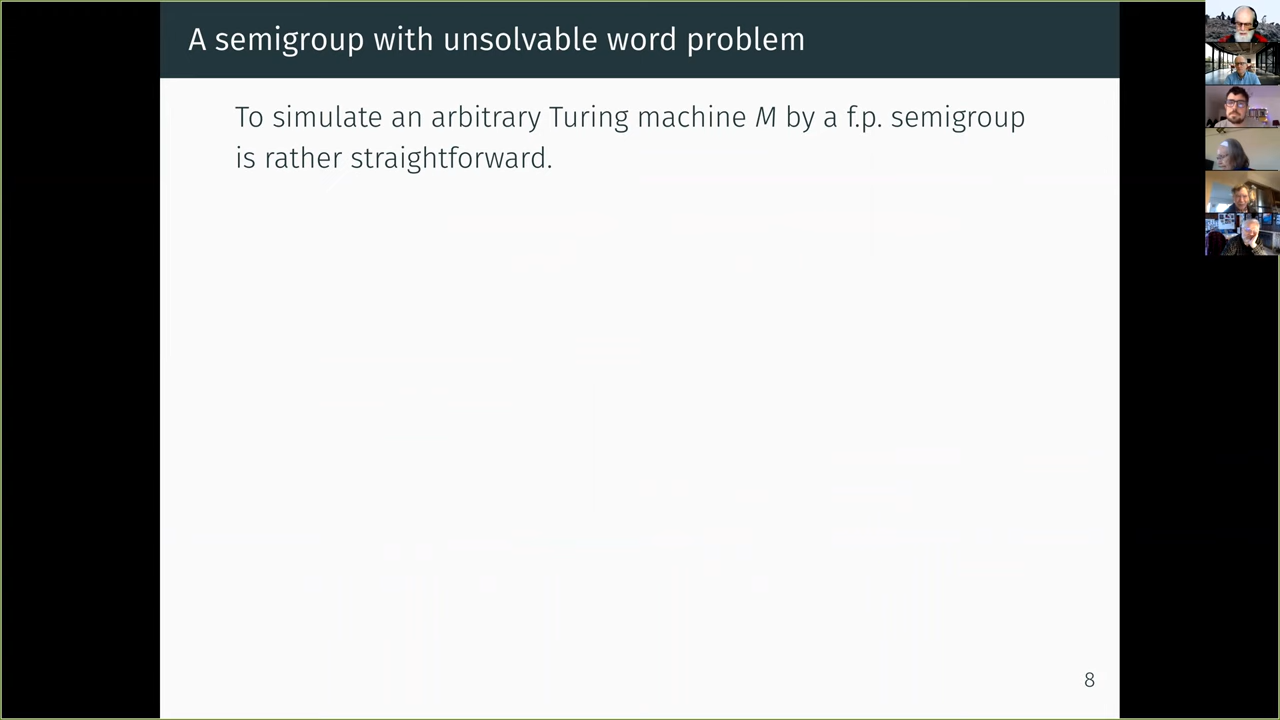 A semigroup with unsolvable word problem
To simulate an arbitrary Turing machine M by a f.p. semigroup
is rather straightforward.
8